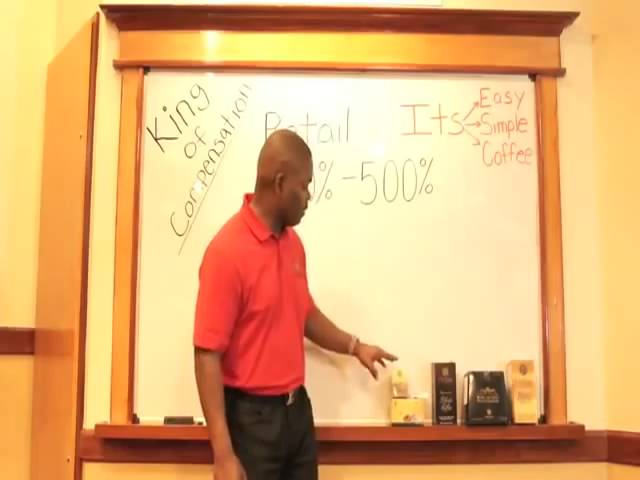 King
of
Compensation
Retail
%-500%
Its
Easy
Simple
Coffee